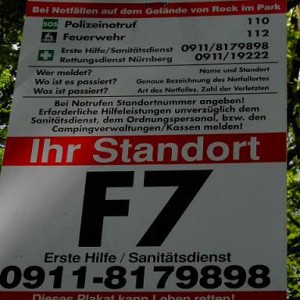 Bei Notfällen auf dem Gelände von Rock im Park
SOS Polizeinotruf 110
Feuerwehr 112
Erste Hilfe/Sanitätsdienst 0911/8179898
Rettungsdienst Nürnberg 0911/19222
Wer meldet? Name und Standort
Wo ist es passiert? Genaue Beschreibung des Notfallortes
Was ist passiert? Art des Notfalles, Zahl der Verletzten
Bei Notrufen Standortnummer angeben!
Erforderliche Hilfeleistungen unverzüglich dem
Sanitätsdienst, dem Ordnungspersonal, bzw. den
Campingverwaltungen/Kassen melden!
Ihr Standort
F7
Erste Hilfe / Sanitätsdienst
0911-8179898
Dieses Plakat kann Leben retten!